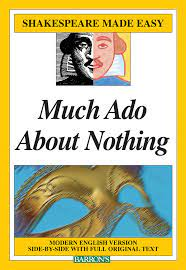 SHAKESPEARE MADE EASY
Much Ado
About Nothing
MODERN ENGLISH VERSION
SIDE-BY-SIDE WITH FULL ORIGINAL TEXT
BARRON'S